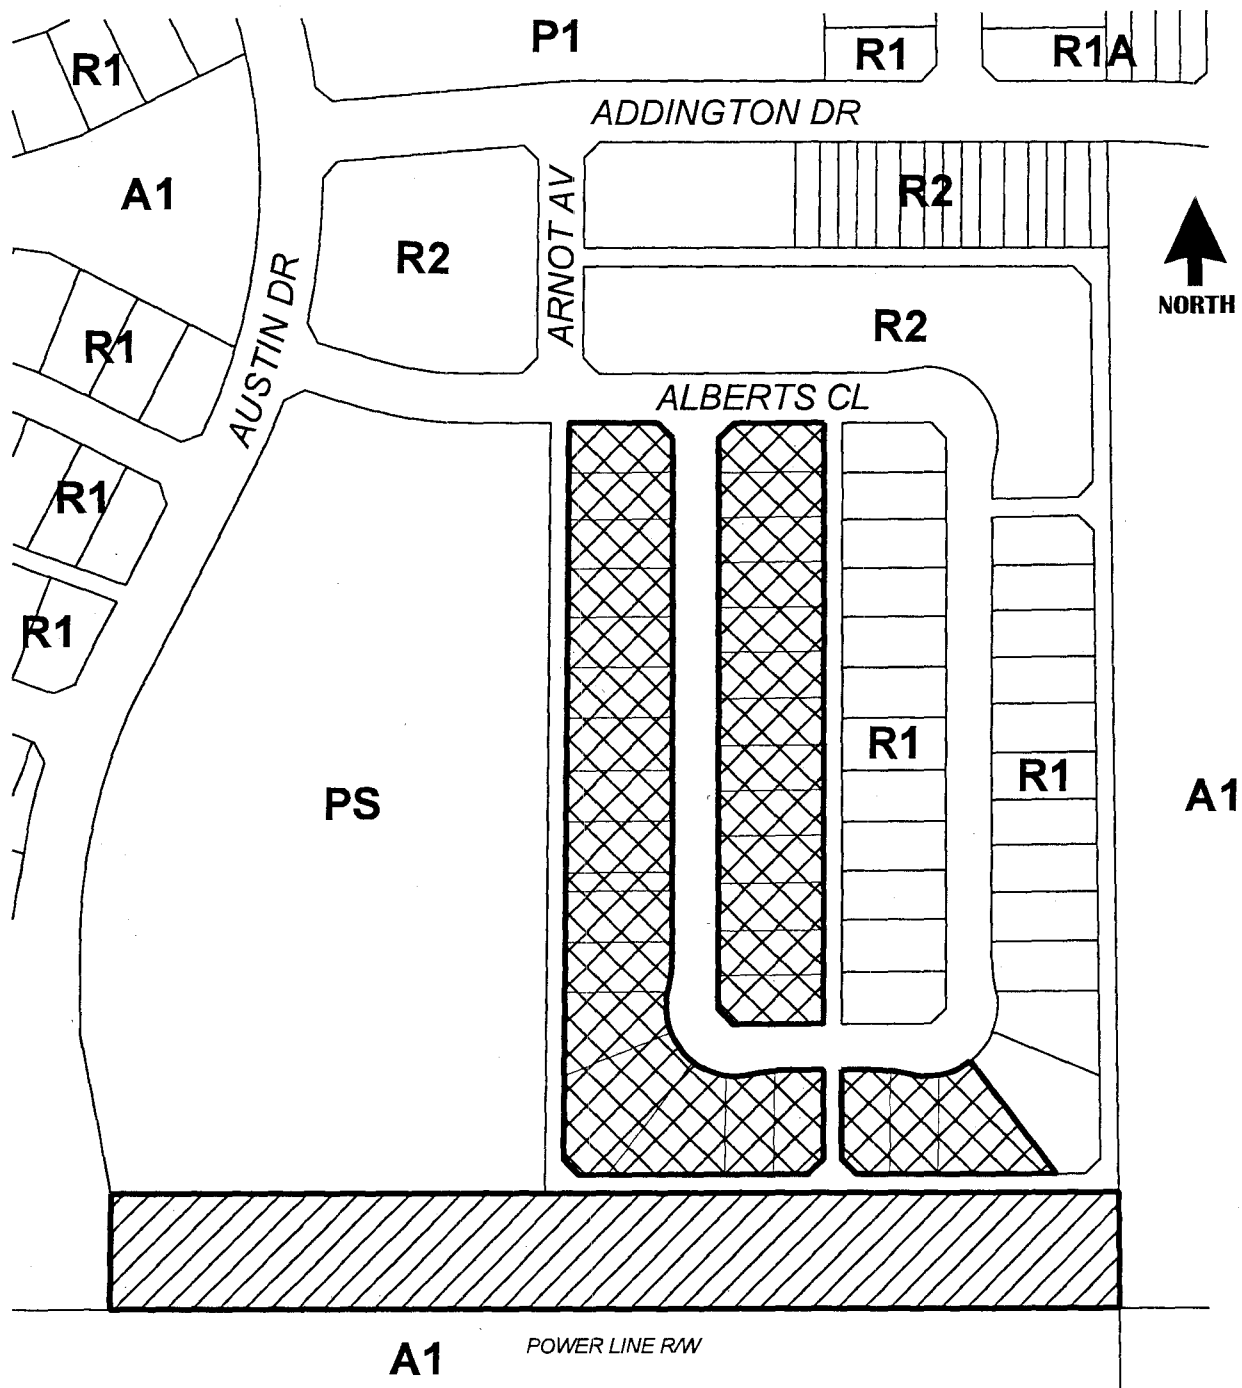 P1
R1
R1A
R1
ADDINGTON DR
A1
R2
ARNOT AV
R2
NORTH
AUSTIN DR
R2
R1
ALBERTS CL
R1
R1
R1
R1
PS
A1
POWER LINE R/W
A1